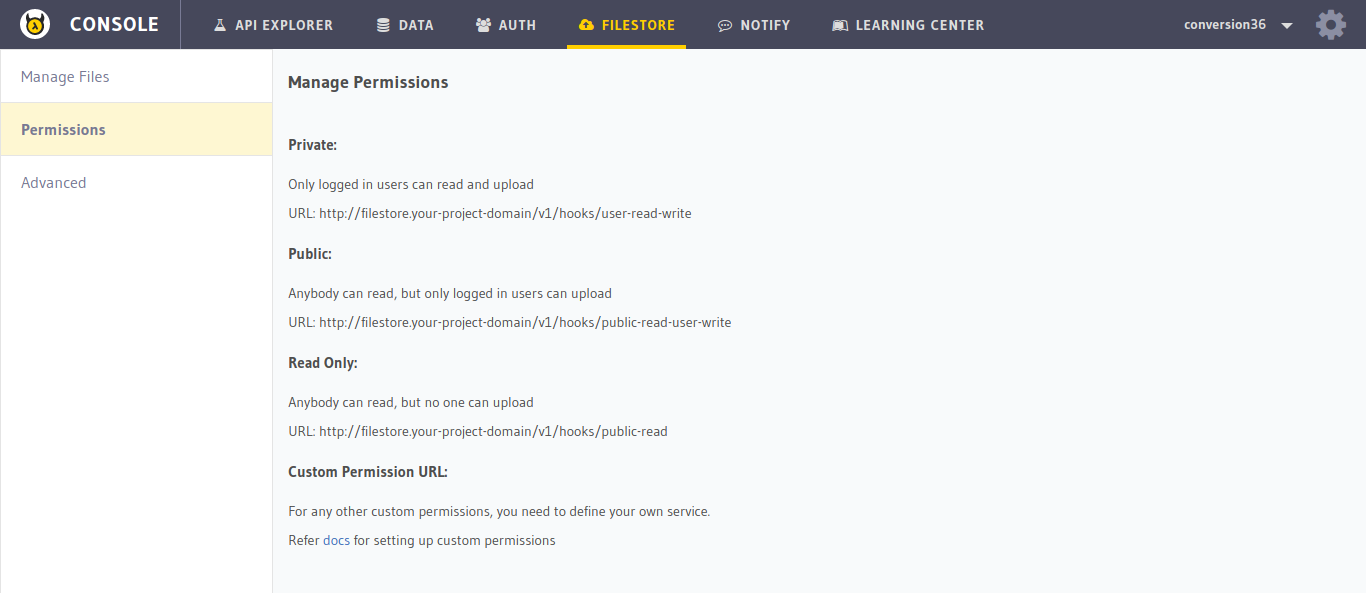 CONSOLE
API EXPLORER
DATA
AUTH
FILESTORE
NOTIFY
LEARNING CENTER
conversion36
Manage Files
Permissions
Advanced
Manage Permissions
Private:
Only logged in users can read and upload
URL: http://filestore.your-project-domain/v1/hooks/user-read-write
Public:
Anybody can read, but only logged in users can upload
URL: http://filestore.your-project-domain/v1/hooks/public-read-user-write
Read Only:
Anybody can read, but no one can upload
URL: http://filestore.your-project-domain/v1/hooks/public-read
Custom Permission URL:
For any other custom permissions, you need to define your own service.
Refer docs for setting up custom permissions